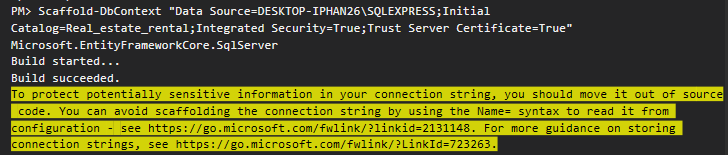 PM> Scaffold-DbContext "Data Source=DESKTOP-IPHAN26\SQLEXPRESS;Initial
Catalog=Real_estate_rental;Integrated Security=True;Trust Server Certificate=True"
Microsoft.EntityFrameworkCore.SqlServer
Build started...
Build succeeded.
To protect potentially sensitive information in your connection string, you should move it out of source
code. You can avoid scaffolding the connection string by using the Name= syntax to read it from
configuration - see https://go.microsoft.com/fwlink/?linkid=2131148. For more guidance on storing
connection strings, see https://go.microsoft.com/fwlink/?LinkId=723263.